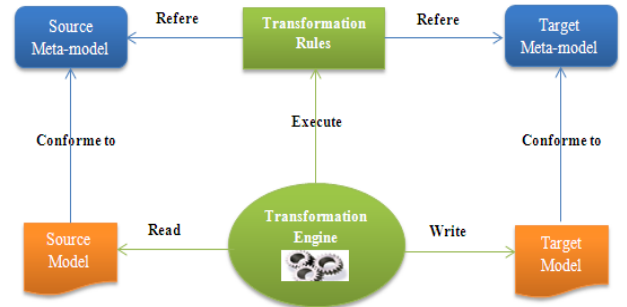 Source
Meta-model
Refere
Transformation
Rules
Refere
Target
Meta-model
Conforme to
Execute
Conforme to
Source
Model
Read
Transformation
Engine
Write
Target
Model